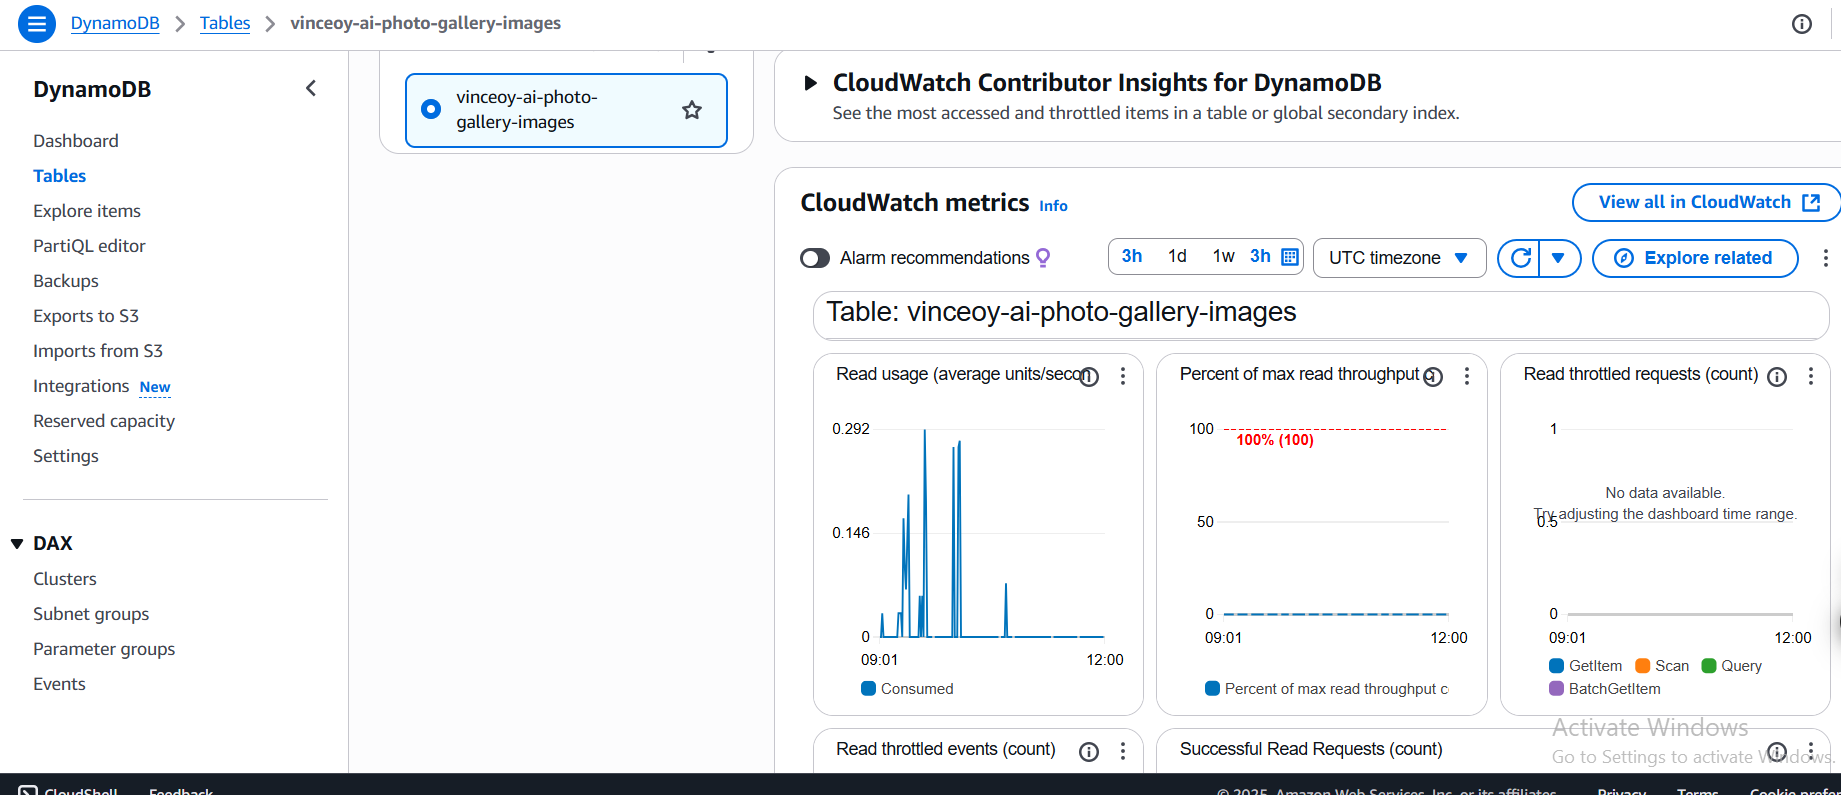 DynamoDB > Tables > vinceoy-ai-photo-gallery-images
DynamoDB
Dashboard
Tables
Explore items
PartiQL editor
Backups
Exports to S3
Imports from S3
Integrations New
Reserved capacity
Settings
DAX
Clusters
Subnet groups
Parameter groups
Events
vinceoy-ai-photo-
gallery-images
CloudWatch Contributor Insights for DynamoDB
See the most accessed and throttled items in a table or global secondary index.
CloudWatch metrics Info
View all in CloudWatch
Alarm recommendations
3h 1d 1w 3h
UTC timezone
Explore related
Table: vinceoy-ai-photo-gallery-images
Read usage (average units/secon
0.292
0.146
0
09:01 12:00
Consumed
Percent of max read throughput c
100
100% (100)
50
0
09:01 12:00
Percent of max read throughput c
Read throttled requests (count)
1
No data available.
Try adjusting the dashboard time range.
0.5
0
09:01 12:00
GetItem Scan Query
BatchGetItem
Read throttled events (count)
Successful Read Requests (count)
Activate Windows
Go to Settings to activate Windows.
CloudShell Feedback
© 2025, Amazon Web Services, Inc. or its affiliates. Privacy Terms Cookie prefer